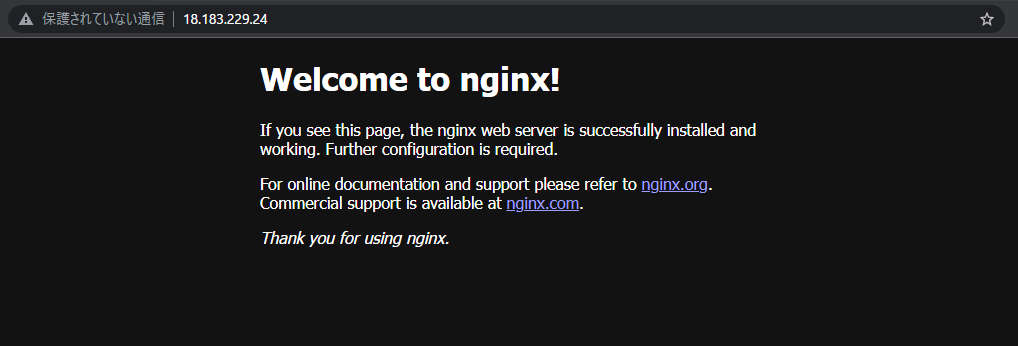 保護されていない通信 | 18.183.229.24
Welcome to nginx!
If you see this page, the nginx web server is successfully installed and
working. Further configuration is required.
For online documentation and support please refer to nginx.org.
Commercial support is available at nginx.com.
Thank you for using nginx.